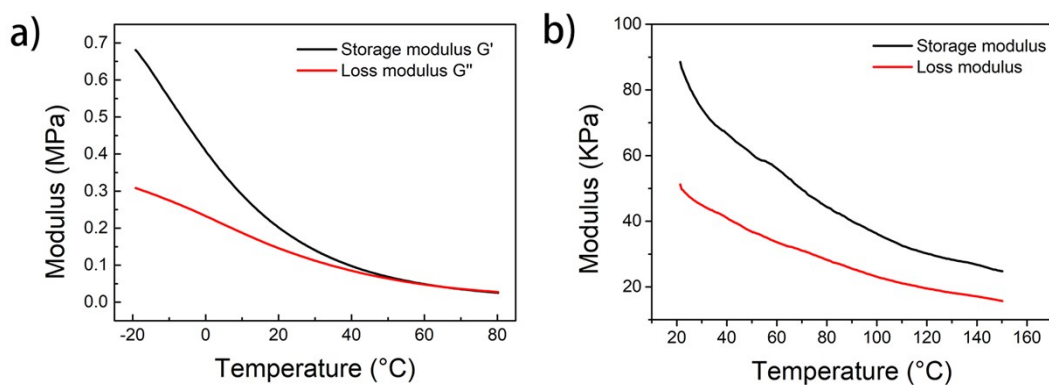 a)
Storage modulus G'
Loss modulus G"
Modulus (MPa)
0.7
0.6
0.5
0.4
0.3
0.2
0.1
0.0
-20 0 20 40 60 80
Temperature (°C)
b)
Storage modulus
Loss modulus
Modulus (KPa)
100
80
60
40
20
20 40 60 80 100 120 140 160
Temperature (°C)